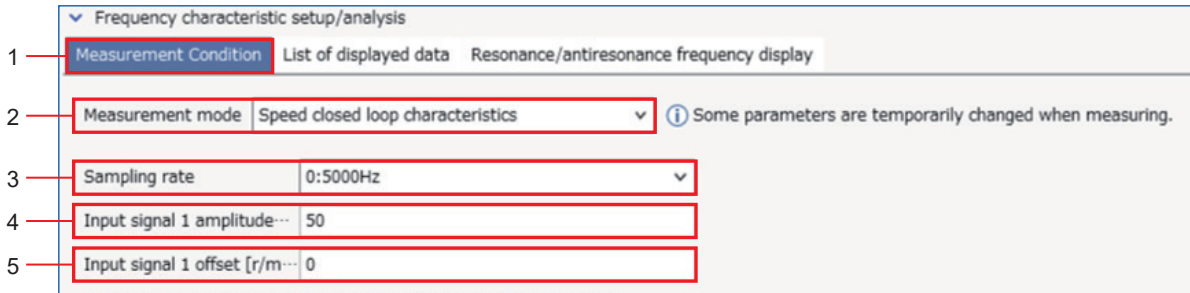 Frequency characteristic setup/analysis
1 Measurement Condition List of displayed data Resonance/antiresonance frequency display
2 Measurement mode Speed closed loop characteristics Some parameters are temporarily changed when measuring.
3 Sampling rate 0:5000Hz
4 Input signal 1 amplitude··· 50
5 Input signal 1 offset [r/m··· 0